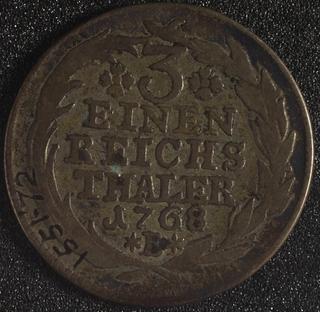 3
EINEN
REICHS
THALER
1768
*E*
1551.72